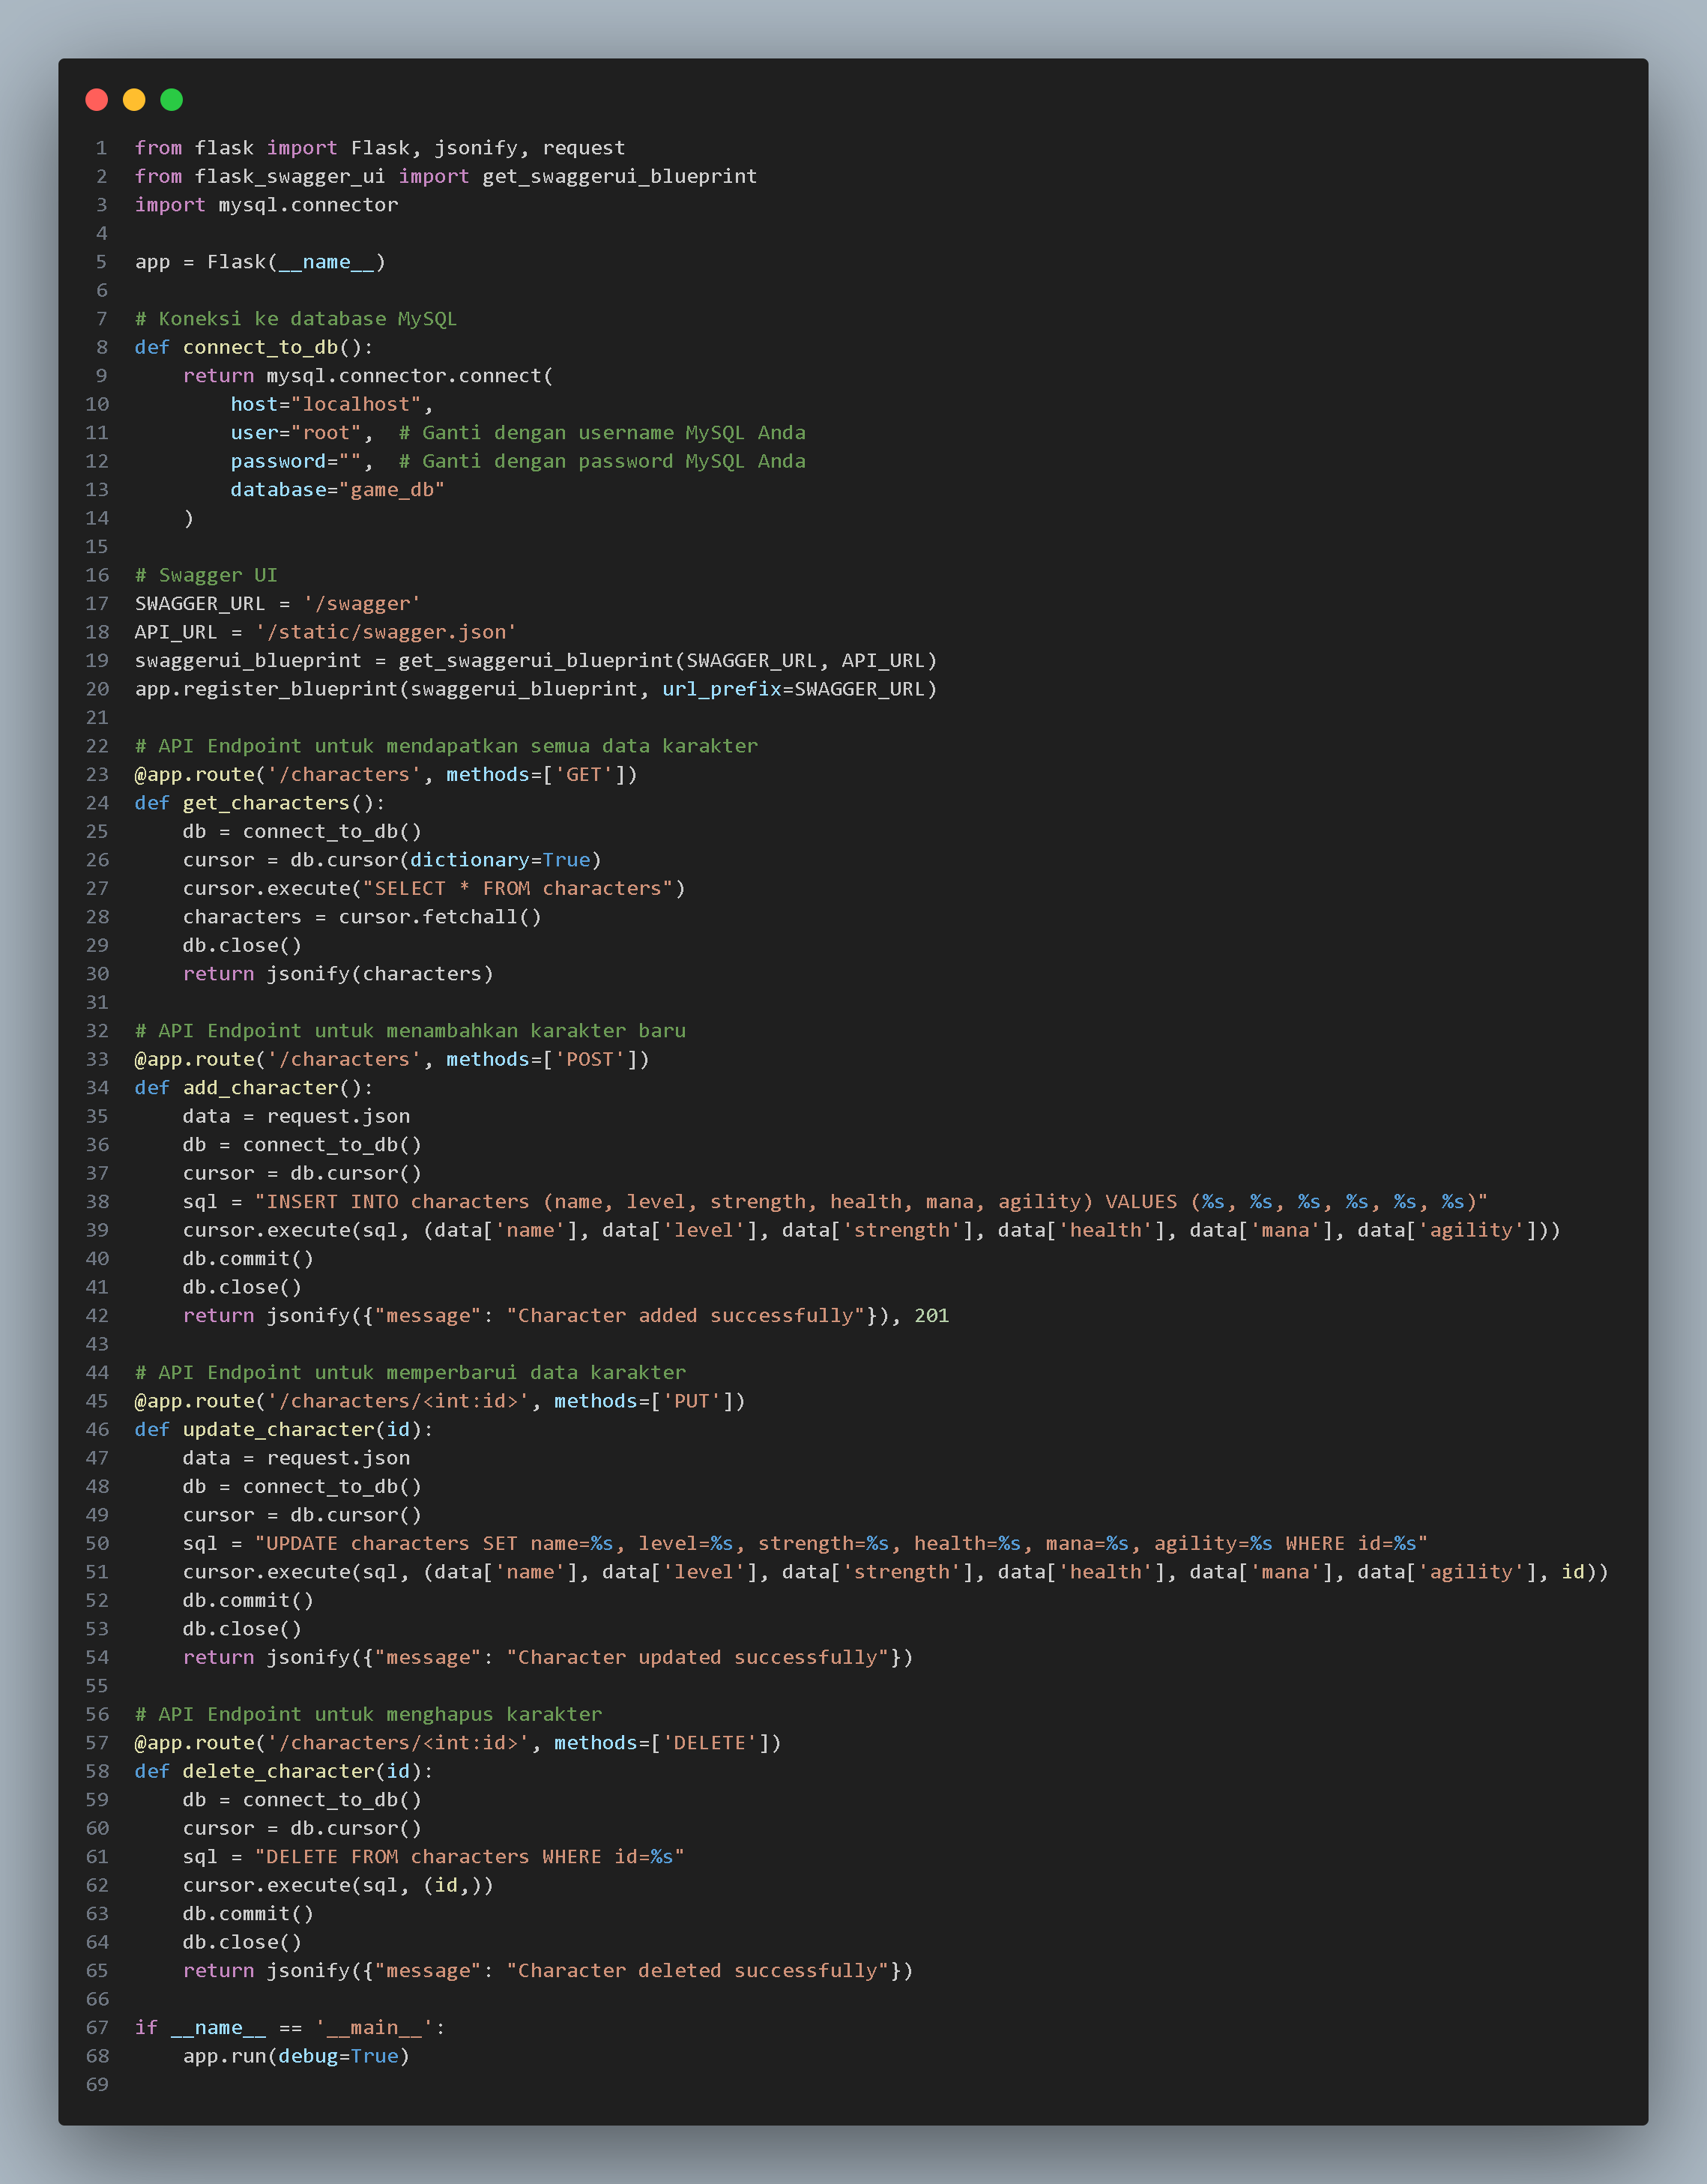 1 from flask import Flask, jsonify, request
2 from flask_swagger_ui import get_swaggerui_blueprint
3 import mysql.connector
4
5 app = Flask(__name__)
6
7 # Koneksi ke database MySQL
8 def connect_to_db():
9     return mysql.connector.connect(
10         host="localhost",
11         user="root",  # Ganti dengan username MySQL Anda
12         password="",  # Ganti dengan password MySQL Anda
13         database="game_db"
14     )
15
16 # Swagger UI
17 SWAGGER_URL = '/swagger'
18 API_URL = '/static/swagger.json'
19 swaggerui_blueprint = get_swaggerui_blueprint(SWAGGER_URL, API_URL)
20 app.register_blueprint(swaggerui_blueprint, url_prefix=SWAGGER_URL)
21
22 # API Endpoint untuk mendapatkan semua data karakter
23 @app.route('/characters', methods=['GET'])
24 def get_characters():
25     db = connect_to_db()
26     cursor = db.cursor(dictionary=True)
27     cursor.execute("SELECT * FROM characters")
28     characters = cursor.fetchall()
29     db.close()
30     return jsonify(characters)
31
32 # API Endpoint untuk menambahkan karakter baru
33 @app.route('/characters', methods=['POST'])
34 def add_character():
35     data = request.json
36     db = connect_to_db()
37     cursor = db.cursor()
38     sql = "INSERT INTO characters (name, level, strength, health, mana, agility) VALUES (%s, %s, %s, %s, %s, %s)"
39     cursor.execute(sql, (data['name'], data['level'], data['strength'], data['health'], data['mana'], data['agility']))
40     db.commit()
41     db.close()
42     return jsonify({"message": "Character added successfully"}), 201
43
44 # API Endpoint untuk memperbarui data karakter
45 @app.route('/characters/<int:id>', methods=['PUT'])
46 def update_character(id):
47     data = request.json
48     db = connect_to_db()
49     cursor = db.cursor()
50     sql = "UPDATE characters SET name=%s, level=%s, strength=%s, health=%s, mana=%s, agility=%s WHERE id=%s"
51     cursor.execute(sql, (data['name'], data['level'], data['strength'], data['health'], data['mana'], data['agility'], id))
52     db.commit()
53     db.close()
54     return jsonify({"message": "Character updated successfully"})
55
56 # API Endpoint untuk menghapus karakter
57 @app.route('/characters/<int:id>', methods=['DELETE'])
58 def delete_character(id):
59     db = connect_to_db()
60     cursor = db.cursor()
61     sql = "DELETE FROM characters WHERE id=%s"
62     cursor.execute(sql, (id,))
63     db.commit()
64     db.close()
65     return jsonify({"message": "Character deleted successfully"})
66
67 if __name__ == '__main__':
68     app.run(debug=True)
69